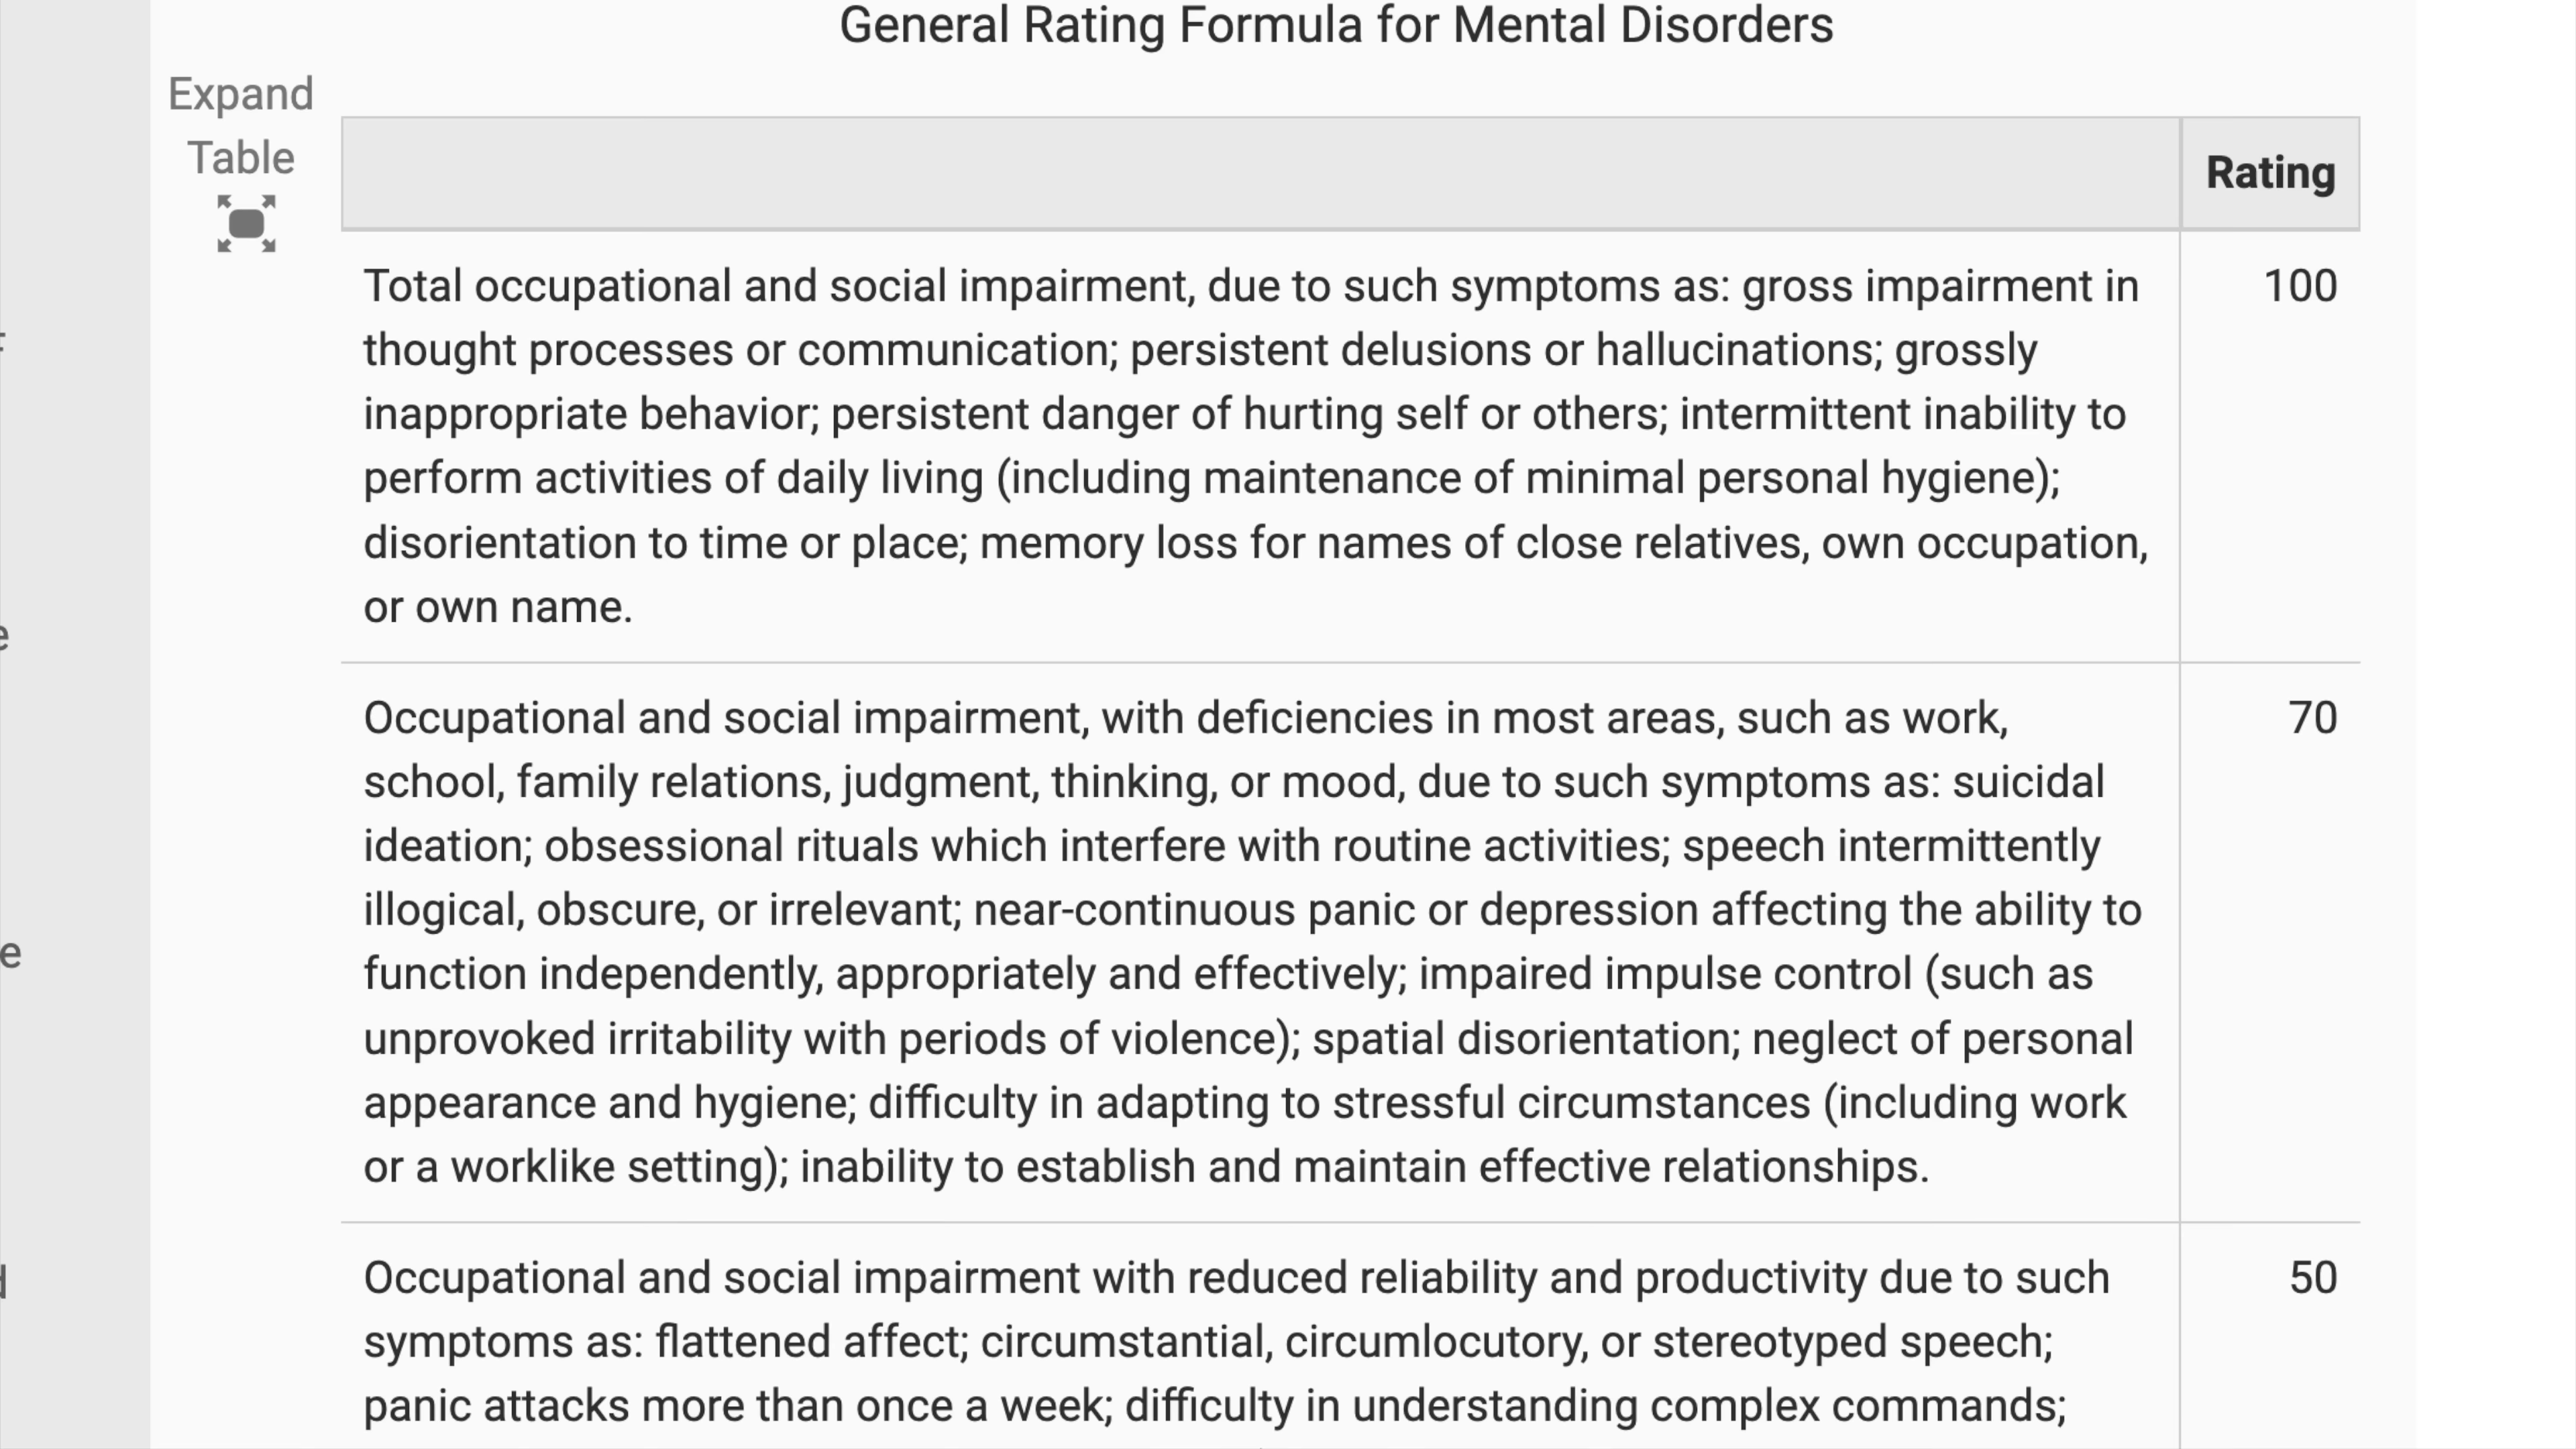 General Rating Formula for Mental Disorders
Expand
Table
Rating
Total occupational and social impairment, due to such symptoms as: gross impairment in
thought processes or communication; persistent delusions or hallucinations; grossly
inappropriate behavior; persistent danger of hurting self or others; intermittent inability to
perform activities of daily living (including maintenance of minimal personal hygiene);
disorientation to time or place; memory loss for names of close relatives, own occupation,
or own name.
100
Occupational and social impairment, with deficiencies in most areas, such as work,
school, family relations, judgment, thinking, or mood, due to such symptoms as: suicidal
ideation; obsessional rituals which interfere with routine activities; speech intermittently
illogical, obscure, or irrelevant; near-continuous panic or depression affecting the ability to
function independently, appropriately and effectively; impaired impulse control (such as
unprovoked irritability with periods of violence); spatial disorientation; neglect of personal
appearance and hygiene; difficulty in adapting to stressful circumstances (including work
or a worklike setting); inability to establish and maintain effective relationships.
70
Occupational and social impairment with reduced reliability and productivity due to such
symptoms as: flattened affect; circumstantial, circumlocutory, or stereotyped speech;
panic attacks more than once a week; difficulty in understanding complex commands;
50